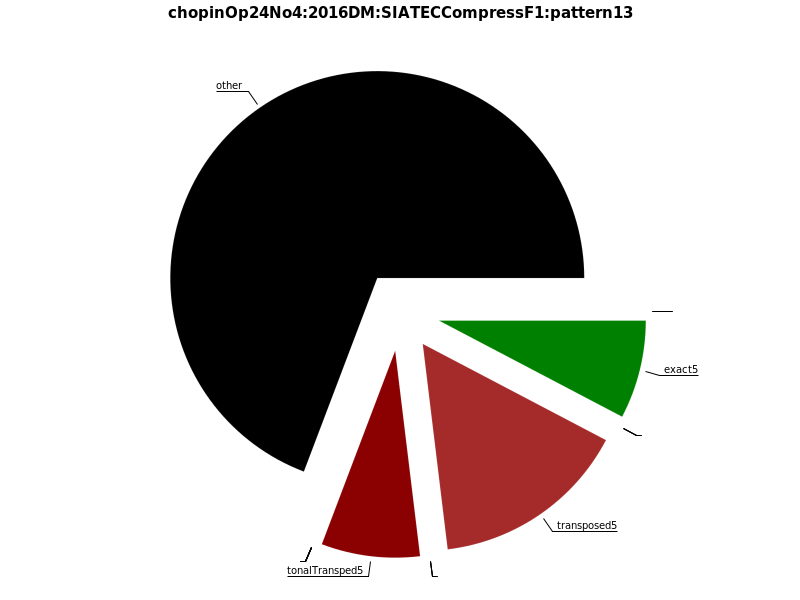 chopinOp24No4:2016DM:SIATECCompressF1:pattern13
other
exact5
transposed5
tonalTransped5